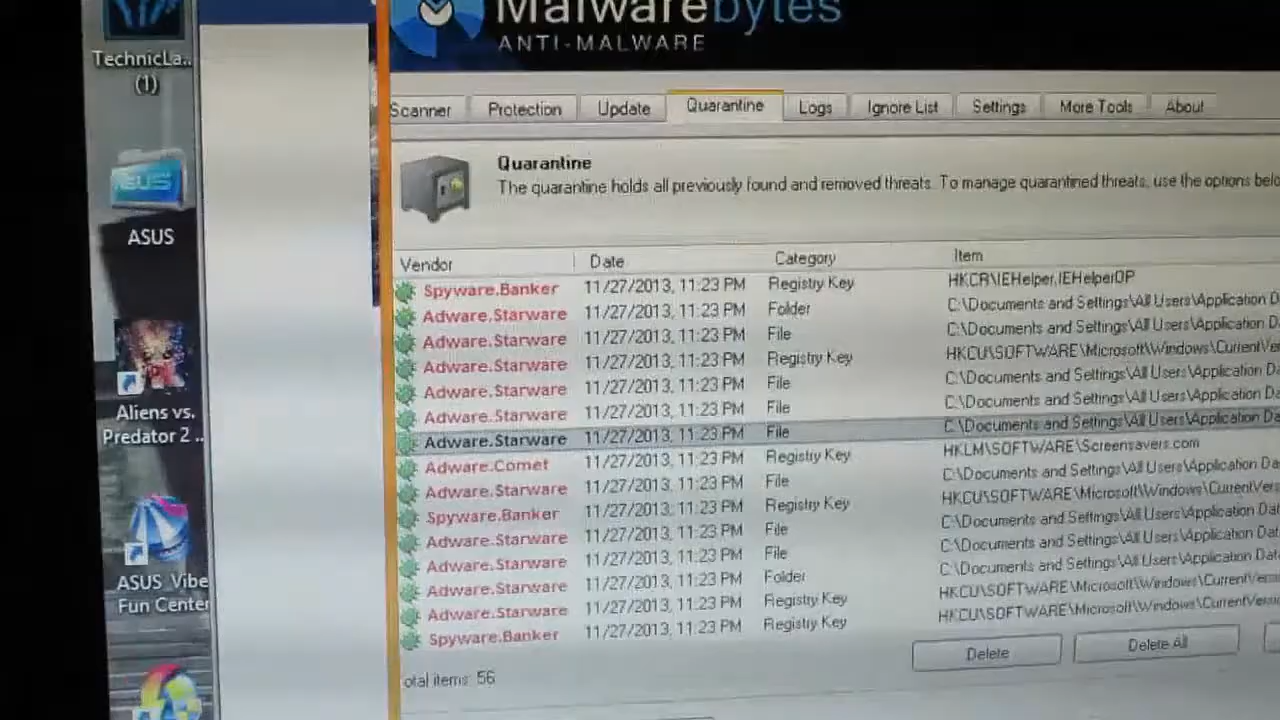 Malwarebytes
ANTI-MALWARE
TechnicLa..
(1)
Scanner Protection Update Quarantine Logs Ignore List Settings More Tools About
Quarantine
The quarantine holds all previously found and removed threats. To manage quarantined threats, use the options belo
ASUS
ASUS
Vendor Date Category Item
Spyware.Banker 11/27/2013, 11:23 PM Registry Key HKCR\IEHelper.IEHelperOP
Adware.Starware 11/27/2013, 11:23 PM Folder C:\Documents and Settings\All Users\Application D
Adware.Starware 11/27/2013, 11:23 PM File C:\Documents and Settings\All Users\Application D
Adware.Starware 11/27/2013, 11:23 PM Registry Key HKCU\SOFTWARE\Microsoft\Windows\CurrentVer
Adware.Starware 11/27/2013, 11:23 PM File C:\Documents and Settings\All Users\Application Da
Adware.Starware 11/27/2013, 11:23 PM File C:\Documents and Settings\All Users\Application Da
Adware.Starware 11/27/2013, 11:23 PM File C:\Documents and Settings\All Users\Application Da
Adware.Comet 11/27/2013, 11:23 PM Registry Key HKLM\SOFTWARE\Screensavers.com
Adware.Starware 11/27/2013, 11:23 PM File C:\Documents and Settings\All Users\Application Da
Spyware.Banker 11/27/2013, 11:23 PM Registry Key HKCU\SOFTWARE\Microsoft\Windows\CurrentVers
Adware.Starware 11/27/2013, 11:23 PM File C:\Documents and Settings\All Users\Application Dat
Adware.Starware 11/27/2013, 11:23 PM File C:\Documents and Settings\All Users\Application Dat
Adware.Starware 11/27/2013, 11:23 PM Folder C:\Documents and Settings\All Users\Application Data
Adware.Starware 11/27/2013, 11:23 PM Registry Key HKCU\SOFTWARE\Microsoft\Windows\CurrentVersi
Spyware.Banker 11/27/2013, 11:23 PM Registry Key HKCU\SOFTWARE\Microsoft\Windows\CurrentVersio
Aliens vs.
Predator 2 ..
ASUS Vibe
Fun Center
Delete Delete All
otal items: 56